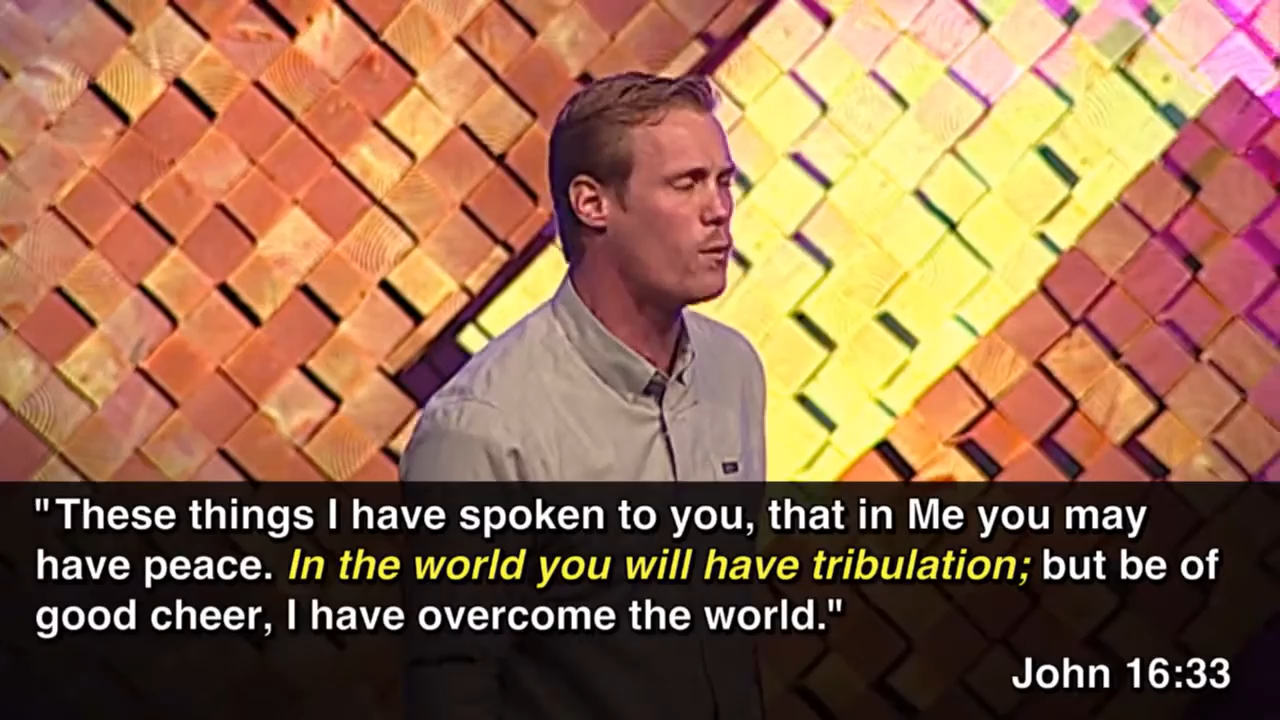 "These things I have spoken to you, that in Me you may
have peace. In the world you will have tribulation; but be of
good cheer, I have overcome the world."
John 16:33